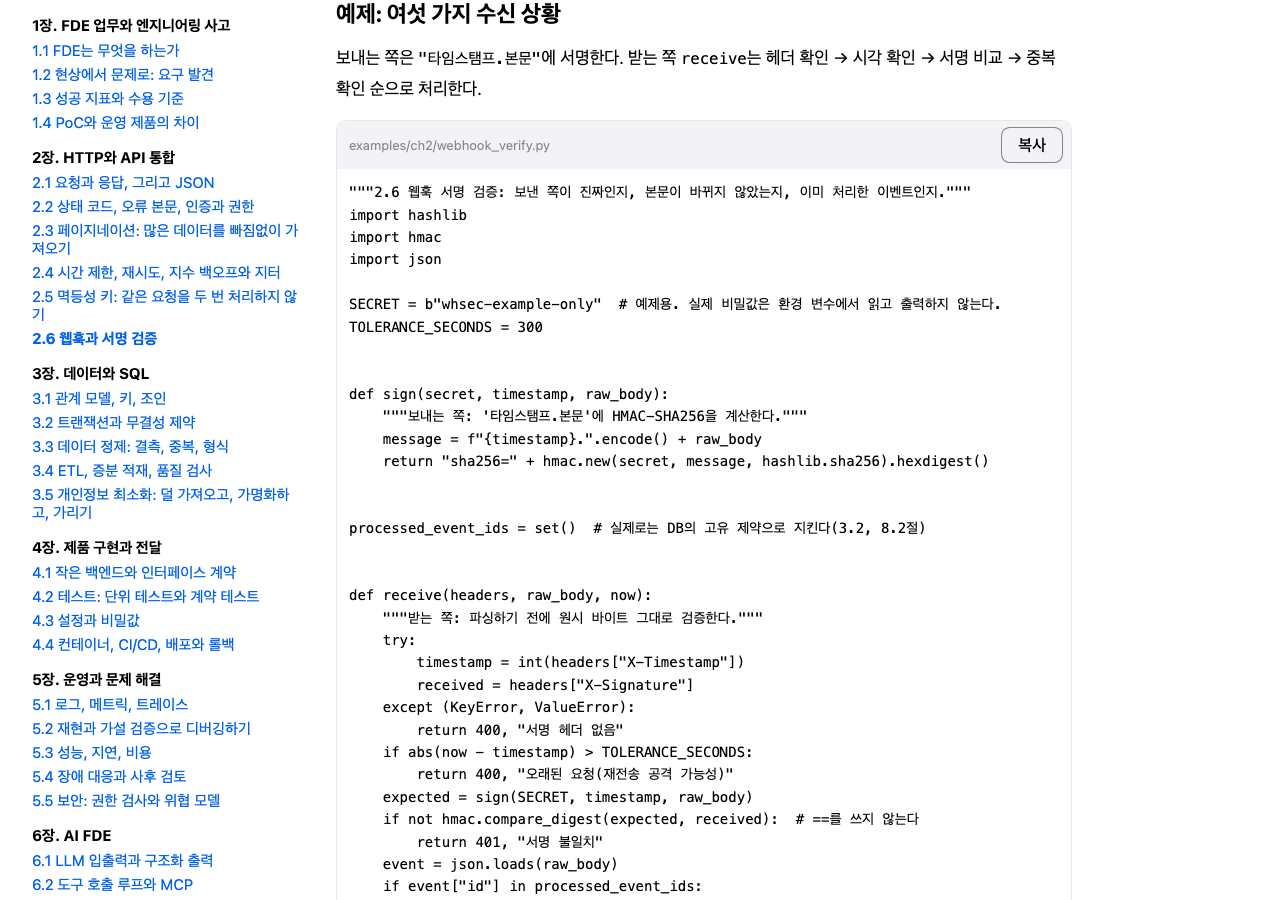 1장. FDE 업무와 엔지니어링 사고
1.1 FDE는 무엇을 하는가
1.2 현상에서 문제로: 요구 발견
1.3 성공 지표와 수용 기준
1.4 PoC와 운영 제품의 차이
2장. HTTP와 API 통합
2.1 요청과 응답, 그리고 JSON
2.2 상태 코드, 오류 본문, 인증과 권한
2.3 페이지네이션: 많은 데이터를 빠짐없이 가
져오기
2.4 시간 제한, 재시도, 지수 백오프와 지터
2.5 멱등성 키: 같은 요청을 두 번 처리하지 않
기
2.6 웹훅과 서명 검증
3장. 데이터와 SQL
3.1 관계 모델, 키, 조인
3.2 트랜잭션과 무결성 제약
3.3 데이터 정제: 결측, 중복, 형식
3.4 ETL, 증분 적재, 품질 검사
3.5 개인정보 최소화: 덜 가져오고, 가명화하
고, 가리기
4장. 제품 구현과 전달
4.1 작은 백엔드와 인터페이스 계약
4.2 테스트: 단위 테스트와 계약 테스트
4.3 설정과 비밀값
4.4 컨테이너, CI/CD, 배포와 롤백
5장. 운영과 문제 해결
5.1 로그, 메트릭, 트레이스
5.2 재현과 가설 검증으로 디버깅하기
5.3 성능, 지연, 비용
5.4 장애 대응과 사후 검토
5.5 보안: 권한 검사와 위협 모델
6장. AI FDE
6.1 LLM 입출력과 구조화 출력
6.2 도구 호출 루프와 MCP
예제: 여섯 가지 수신 상황
보내는 쪽은 "타임스탬프.본문"에 서명한다. 받는 쪽 receive는 헤더 확인 → 시각 확인 → 서명 비교 → 중복
확인 순으로 처리한다.
examples/ch2/webhook_verify.py
복사
"""2.6 웹훅 서명 검증: 보낸 쪽이 진짜인지, 본문이 바뀌지 않았는지, 이미 처리한 이벤트인지."""
import hashlib
import hmac
import json
SECRET = b"whsec-example-only"  # 예제용. 실제 비밀값은 환경 변수에서 읽고 출력하지 않는다.
TOLERANCE_SECONDS = 300
def sign(secret, timestamp, raw_body):
    """보내는 쪽: '타임스탬프.본문'에 HMAC-SHA256을 계산한다."""
    message = f"{timestamp}.".encode() + raw_body
    return "sha256=" + hmac.new(secret, message, hashlib.sha256).hexdigest()
processed_event_ids = set()  # 실제로는 DB의 고유 제약으로 지킨다(3.2, 8.2절)
def receive(headers, raw_body, now):
    """받는 쪽: 파싱하기 전에 원시 바이트 그대로 검증한다."""
    try:
        timestamp = int(headers["X-Timestamp"])
        received = headers["X-Signature"]
    except (KeyError, ValueError):
        return 400, "서명 헤더 없음"
    if abs(now - timestamp) > TOLERANCE_SECONDS:
        return 400, "오래된 요청(재전송 공격 가능성)"
    expected = sign(SECRET, timestamp, raw_body)
    if not hmac.compare_digest(expected, received):  # ==를 쓰지 않는다
        return 401, "서명 불일치"
    event = json.loads(raw_body)
    if event["id"] in processed_event_ids: